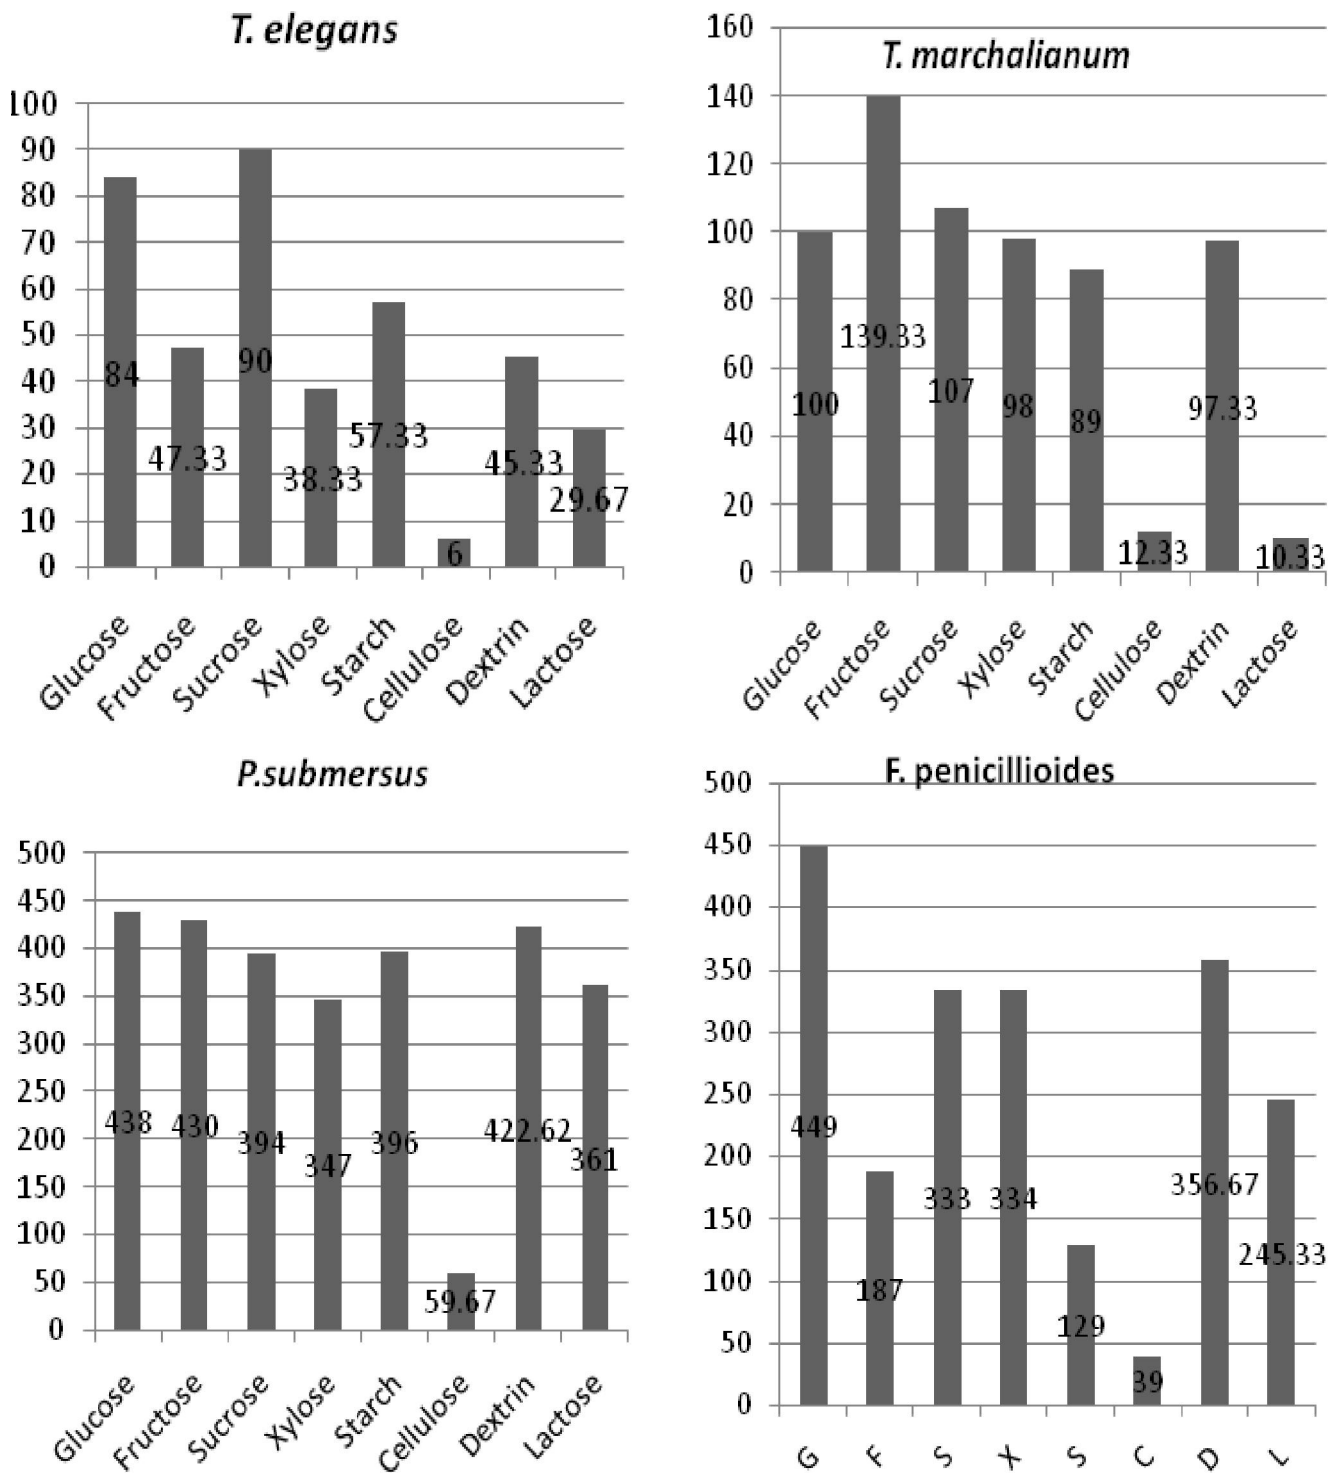 T. elegans
100
90
80
70
60
50
40
30
20
10
0
84
47.33
90
38.33
57.33
6
45.33
29.67
Glucose
Fructose
Sucrose
Xylose
Starch
Cellulose
Dextrin
Lactose
T. marchalianum
160
140
120
100
80
60
40
20
0
100
139.33
107
98
89
12.33
97.33
10.33
Glucose
Fructose
Sucrose
Xylose
Starch
Cellulose
Dextrin
Lactose
P.submersus
500
450
400
350
300
250
200
150
100
50
0
438
430
394
347
396
59.67
422.62
361
Glucose
Fructose
Sucrose
Xylose
Starch
Cellulose
Dextrin
Lactose
F. penicillioides
500
450
400
350
300
250
200
150
100
50
0
449
187
333
334
129
39
356.67
245.33
G
F
S
X
S
C
D
L